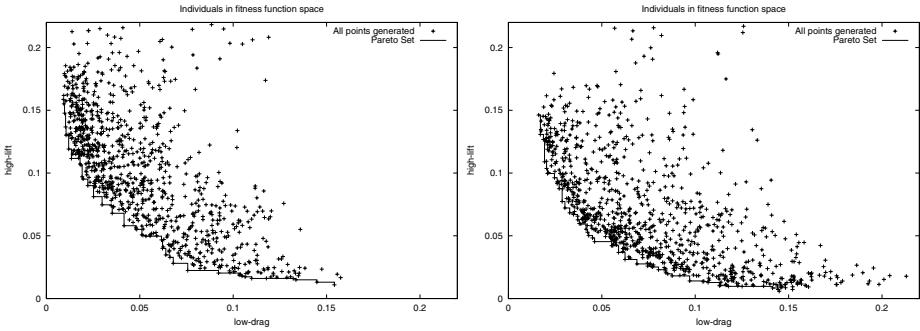 Individuals in fitness function space
All points generated
Pareto Set
high-lift
0.2
0.15
0.1
0.05
0
0
0.05
0.1
0.15
0.2
low-drag
Individuals in fitness function space
All points generated
Pareto Set
high-lift
0.2
0.15
0.1
0.05
0
0
0.05
0.1
0.15
0.2
low-drag